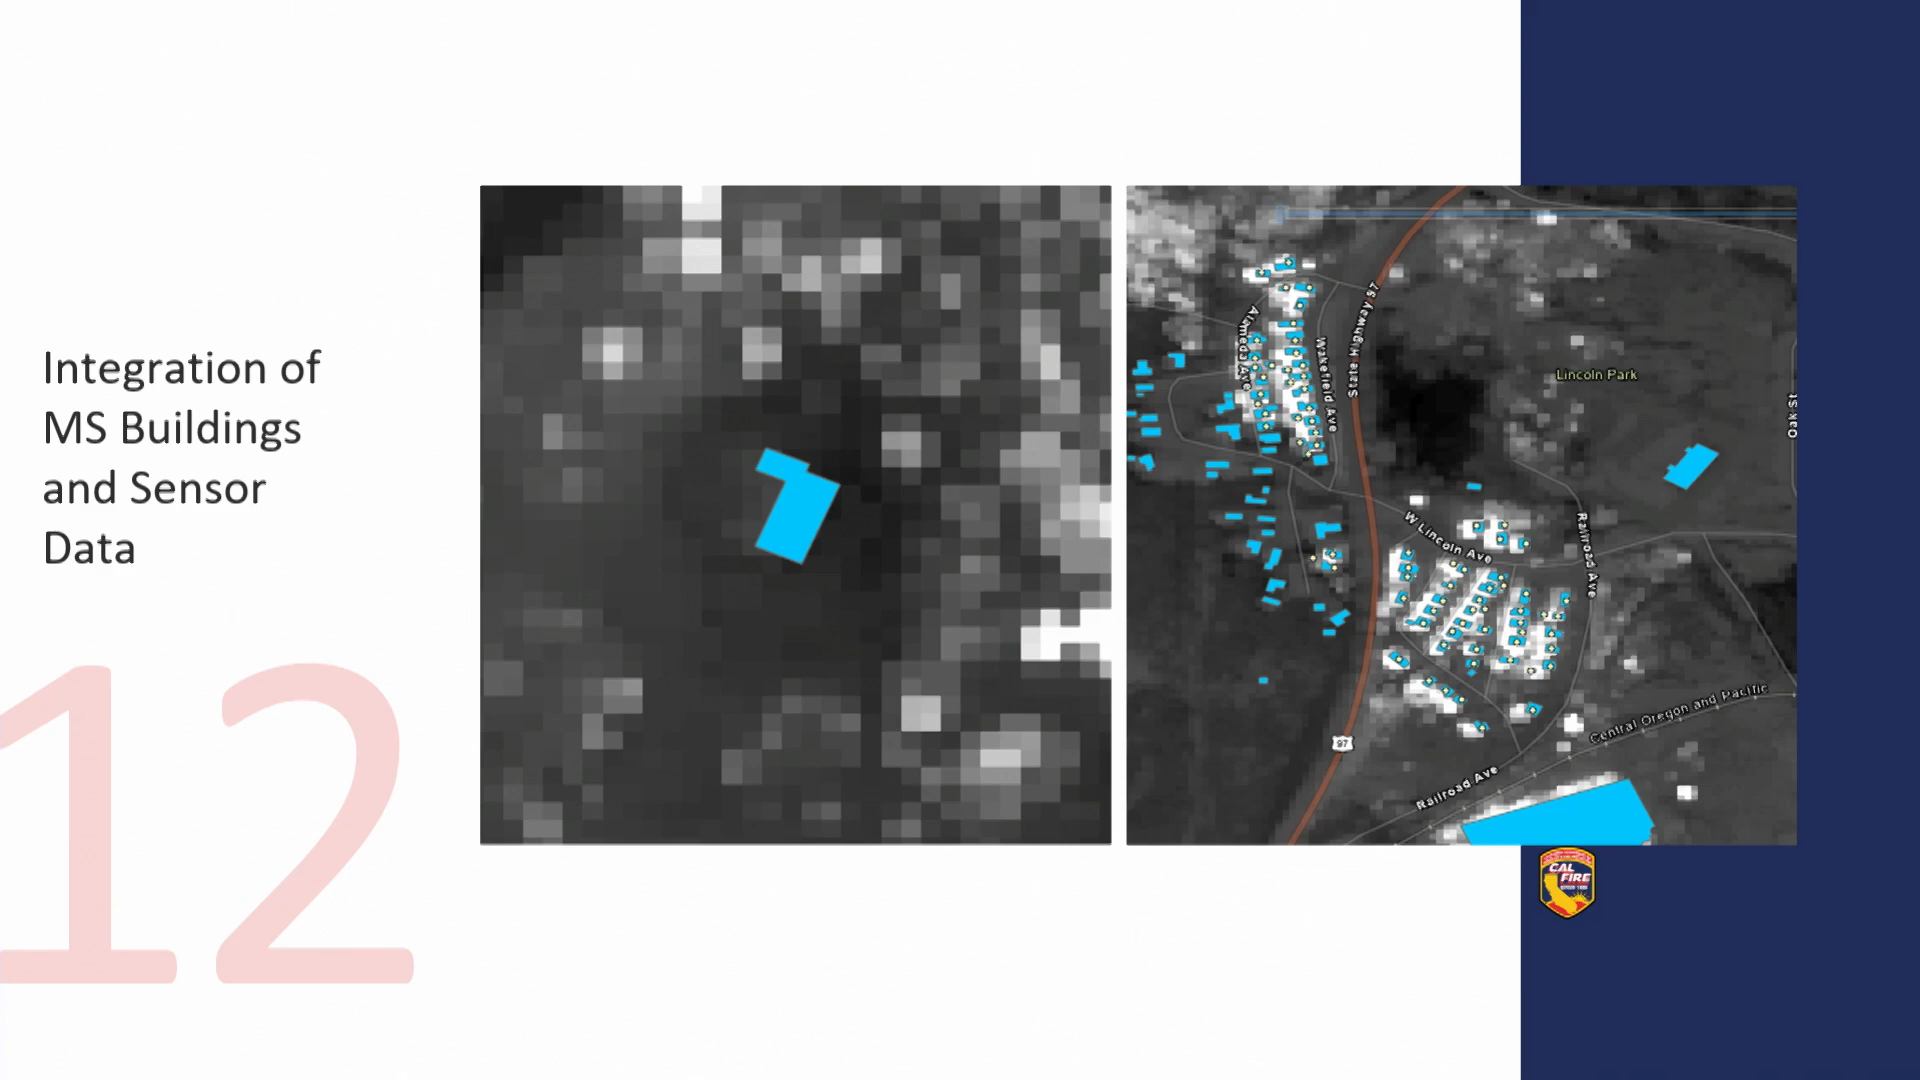 Integration of
MS Buildings
and Sensor
Data
12
Alameda Ave
Wakefield Ave
State Highway 97
Lincoln Park
Oak St
W Lincoln Ave
Railroad Ave
Central Oregon and Pacific
97
Railroad Ave
CAL
FIRE